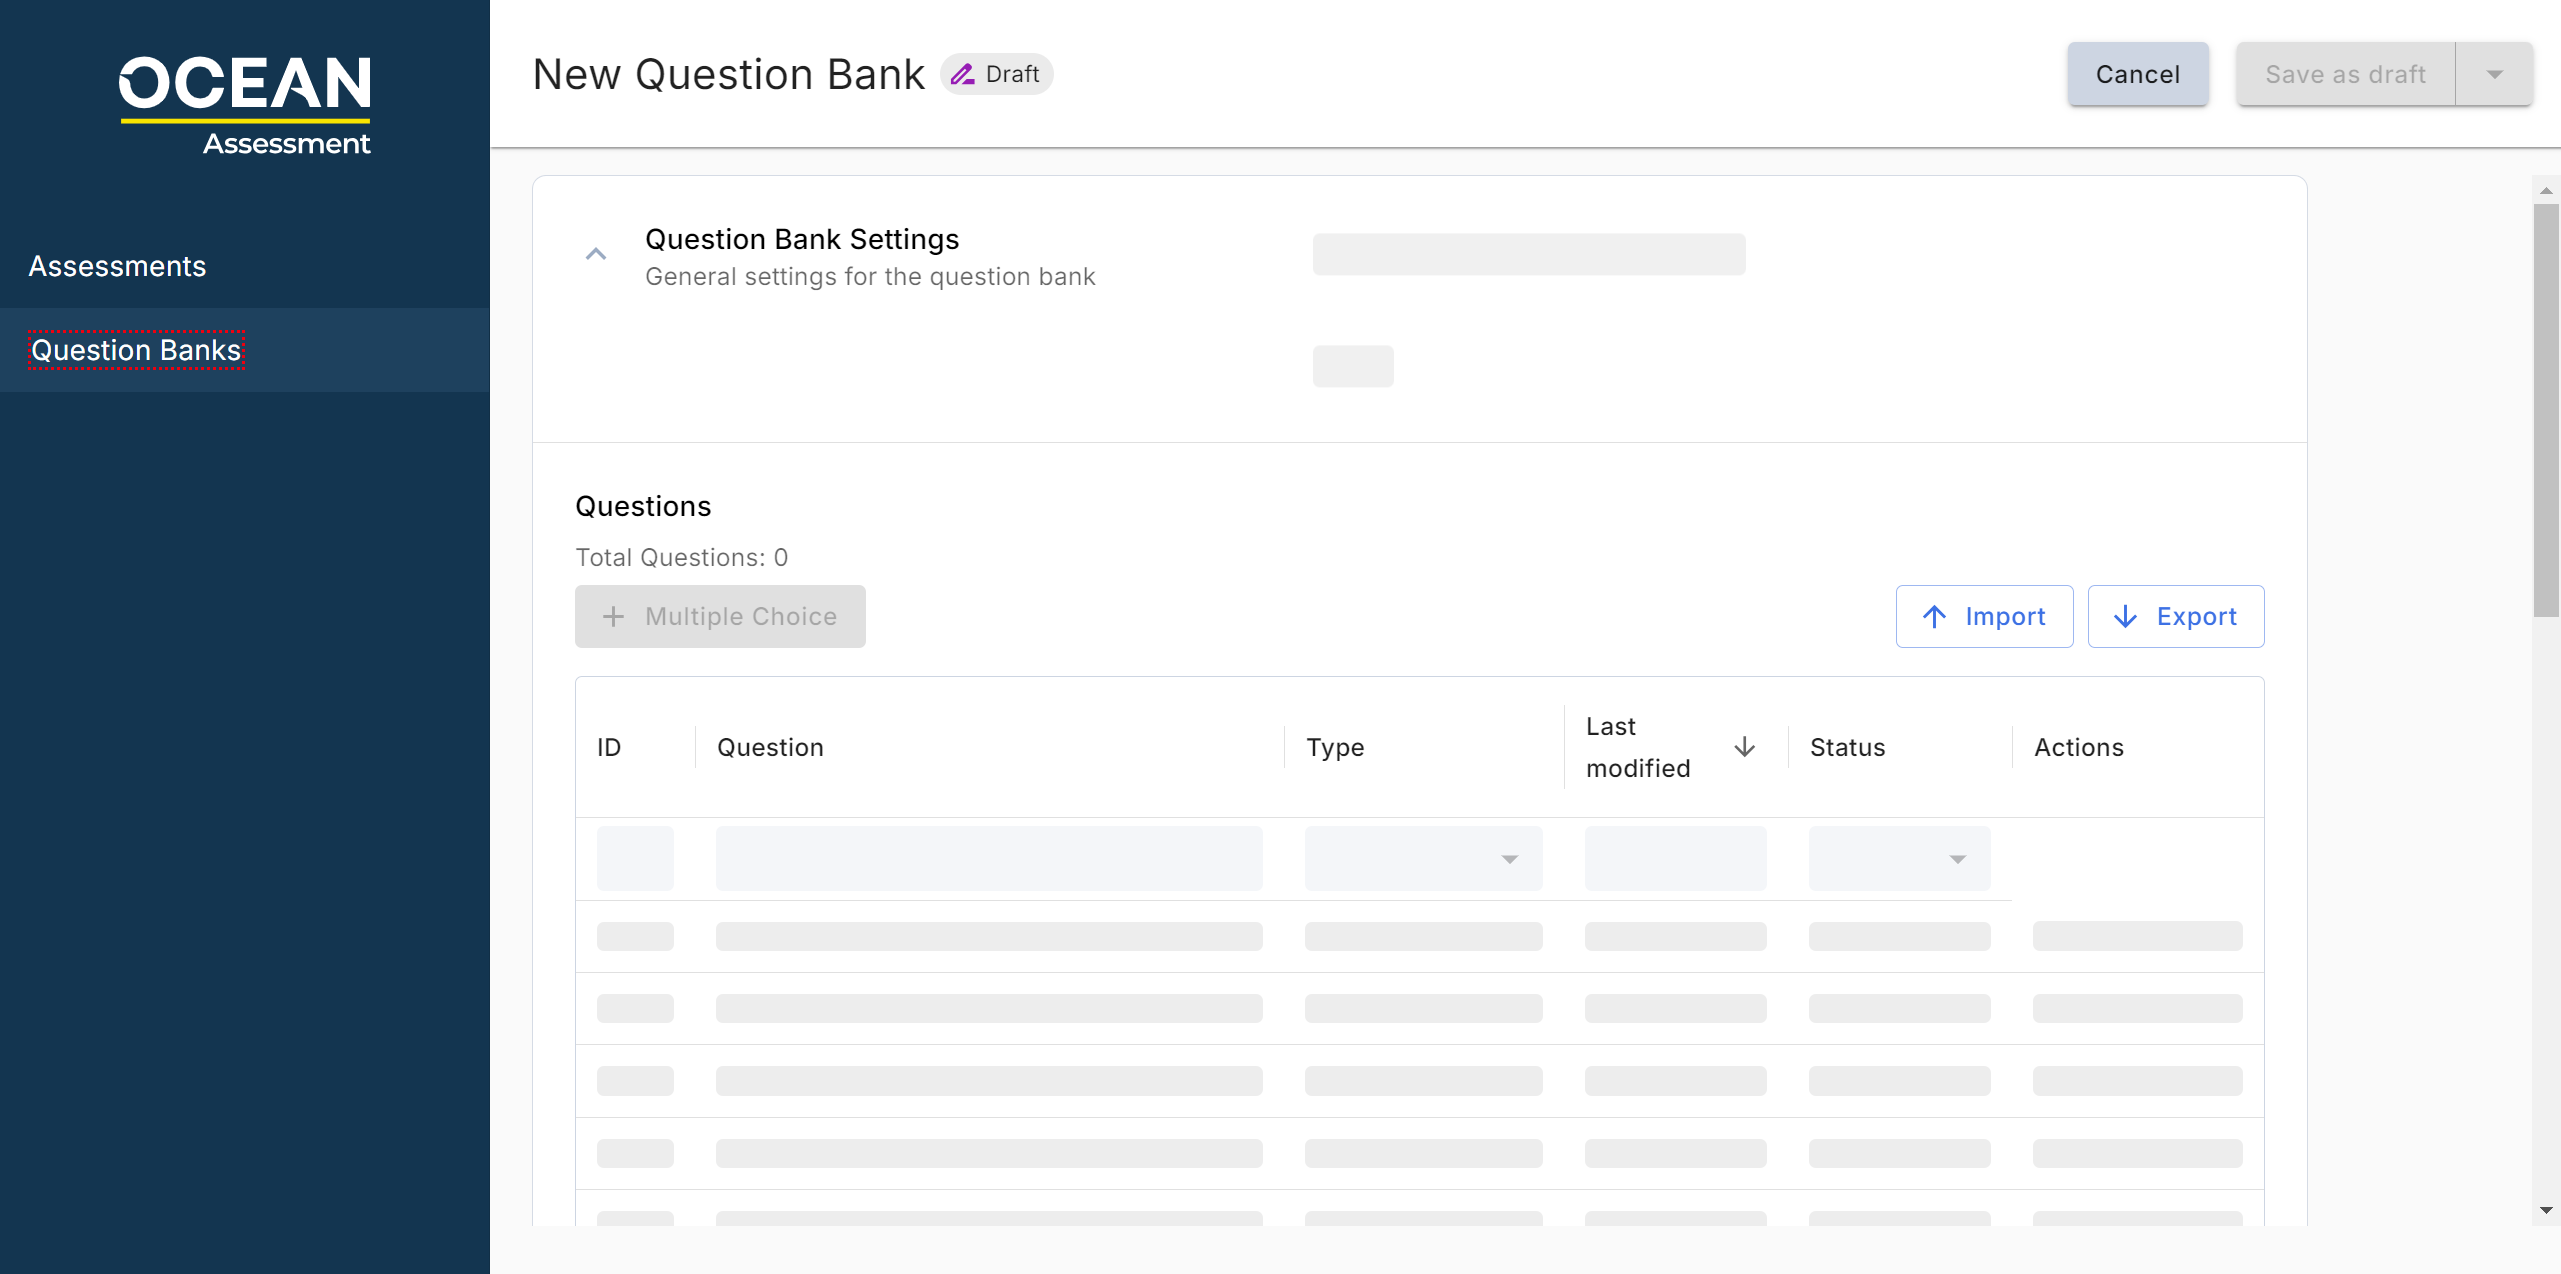 OCEAN
Assessment
Assessments
Question Banks
New Question Bank
Draft
Cancel
Save as draft
Question Bank Settings
General settings for the question bank
Questions
Total Questions: 0
Multiple Choice
Import
Export
ID
Question
Type
Last
modified
Status
Actions